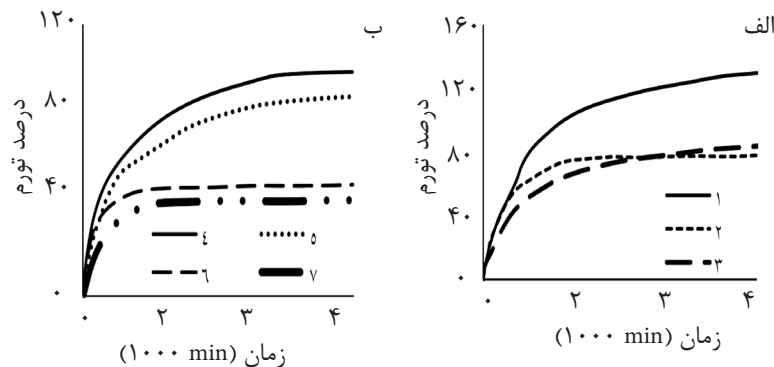 الف
۱۶۰
۱۲۰
۸۰
۴۰
۰
درصد تورم
۱
۲
۳
۰ ۲ ۳ ۴
زمان (۱۰۰۰ min)
ب
۱۲۰
۸۰
۴۰
۰
درصد تورم
۴ ۵
۶ ۷
۰ ۲ ۳ ۴
زمان (۱۰۰۰ min)